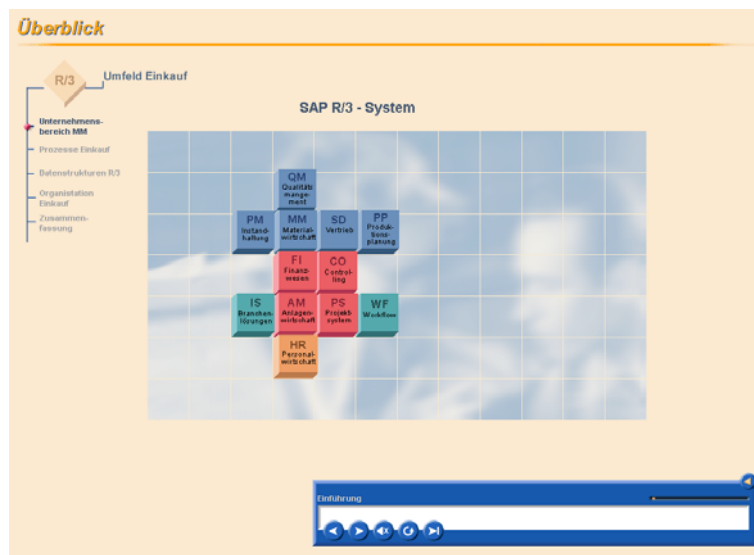 Überblick
R/3
Umfeld Einkauf
Unternehmens-
bereich MM
Prozesse Einkauf
Datenstrukturen R/3
Organistation
Einkauf
Zusammen-
fassung
SAP R/3 - System
QM
Qualitäts
mange-
ment
PM
Instand-
haltung
MM
Material-
wirtschaft
SD
Vertrieb
PP
Produk-
tions-
planung
FI
Finanz-
wesen
CO
Control-
ling
IS
Branchen-
lösungen
AM
Anlagen-
wirtschaft
PS
Projekt-
system
WF
Workflow
HR
Personal-
wirtschaft
Einführung